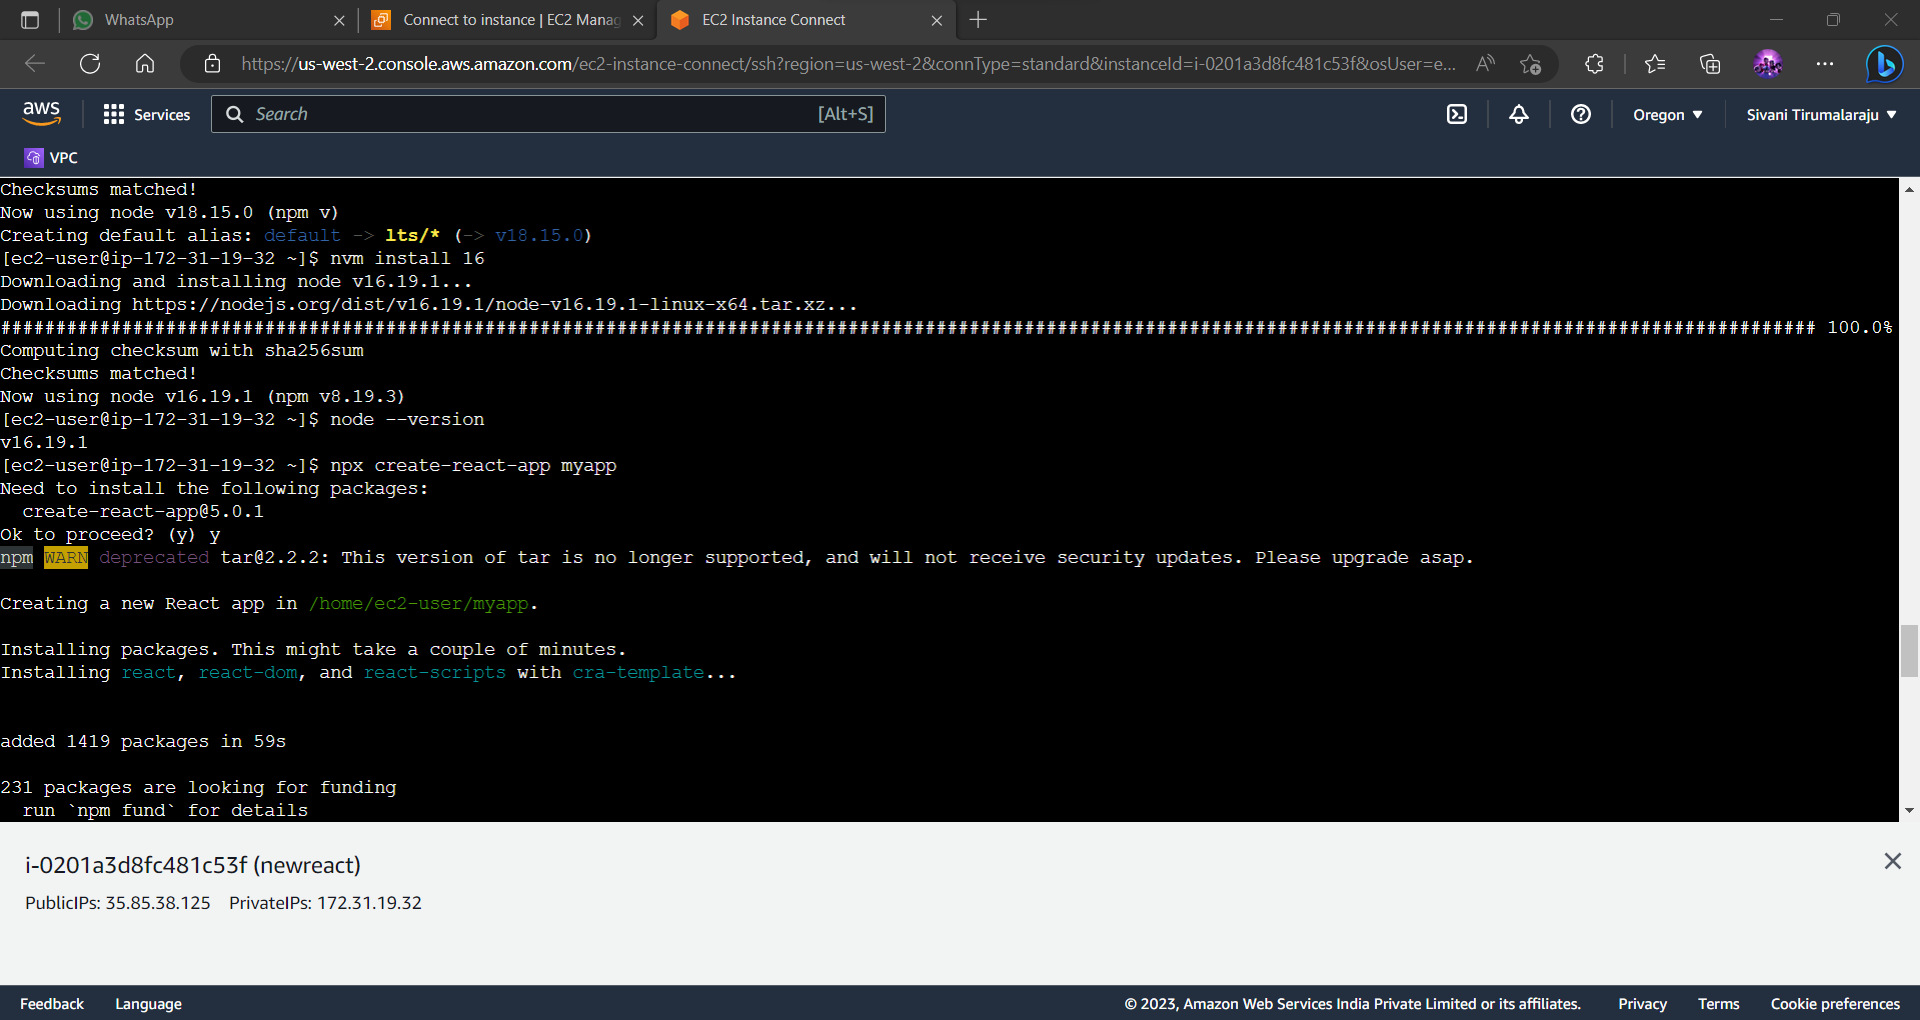 WhatsApp
Connect to instance | EC2 Manag
EC2 Instance Connect
https://us-west-2.console.aws.amazon.com/ec2-instance-connect/ssh?region=us-west-2&connType=standard&instanceId=i-0201a3d8fc481c53f&osUser=e...
aws
Services
Search
[Alt+S]
Oregon
Sivani Tirumalaraju
VPC
Checksums matched!
Now using node v18.15.0 (npm v)
Creating default alias: default -> lts/* (-> v18.15.0)
[ec2-user@ip-172-31-19-32 ~]$ nvm install 16
Downloading and installing node v16.19.1...
Downloading https://nodejs.org/dist/v16.19.1/node-v16.19.1-linux-x64.tar.xz...
##################################################################################################################################################################### 100.0%
Computing checksum with sha256sum
Checksums matched!
Now using node v16.19.1 (npm v8.19.3)
[ec2-user@ip-172-31-19-32 ~]$ node --version
v16.19.1
[ec2-user@ip-172-31-19-32 ~]$ npx create-react-app myapp
Need to install the following packages:
  create-react-app@5.0.1
Ok to proceed? (y) y
npm WARN deprecated tar@2.2.2: This version of tar is no longer supported, and will not receive security updates. Please upgrade asap.
Creating a new React app in /home/ec2-user/myapp.
Installing packages. This might take a couple of minutes.
Installing react, react-dom, and react-scripts with cra-template...
added 1419 packages in 59s
231 packages are looking for funding
  run `npm fund` for details
i-0201a3d8fc481c53f (newreact)
PublicIPs: 35.85.38.125 PrivateIPs: 172.31.19.32
Feedback Language © 2023, Amazon Web Services India Private Limited or its affiliates. Privacy Terms Cookie preferences